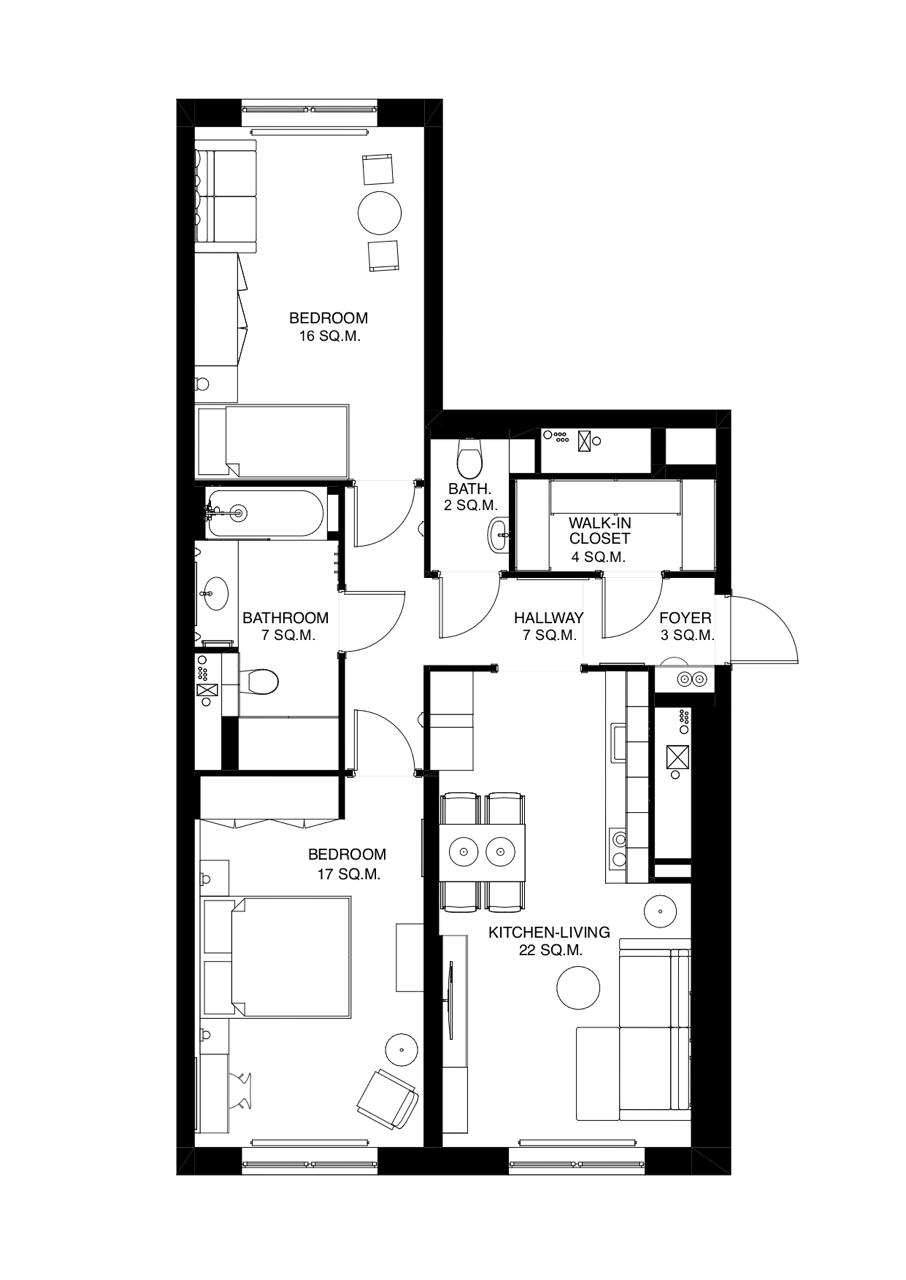 BEDROOM
16 SQ.M.
BATH.
2 SQ.M.
WALK-IN
CLOSET
4 SQ.M.
BATHROOM
7 SQ.M.
HALLWAY
7 SQ.M.
FOYER
3 SQ.M.
BEDROOM
17 SQ.M.
KITCHEN-LIVING
22 SQ.M.